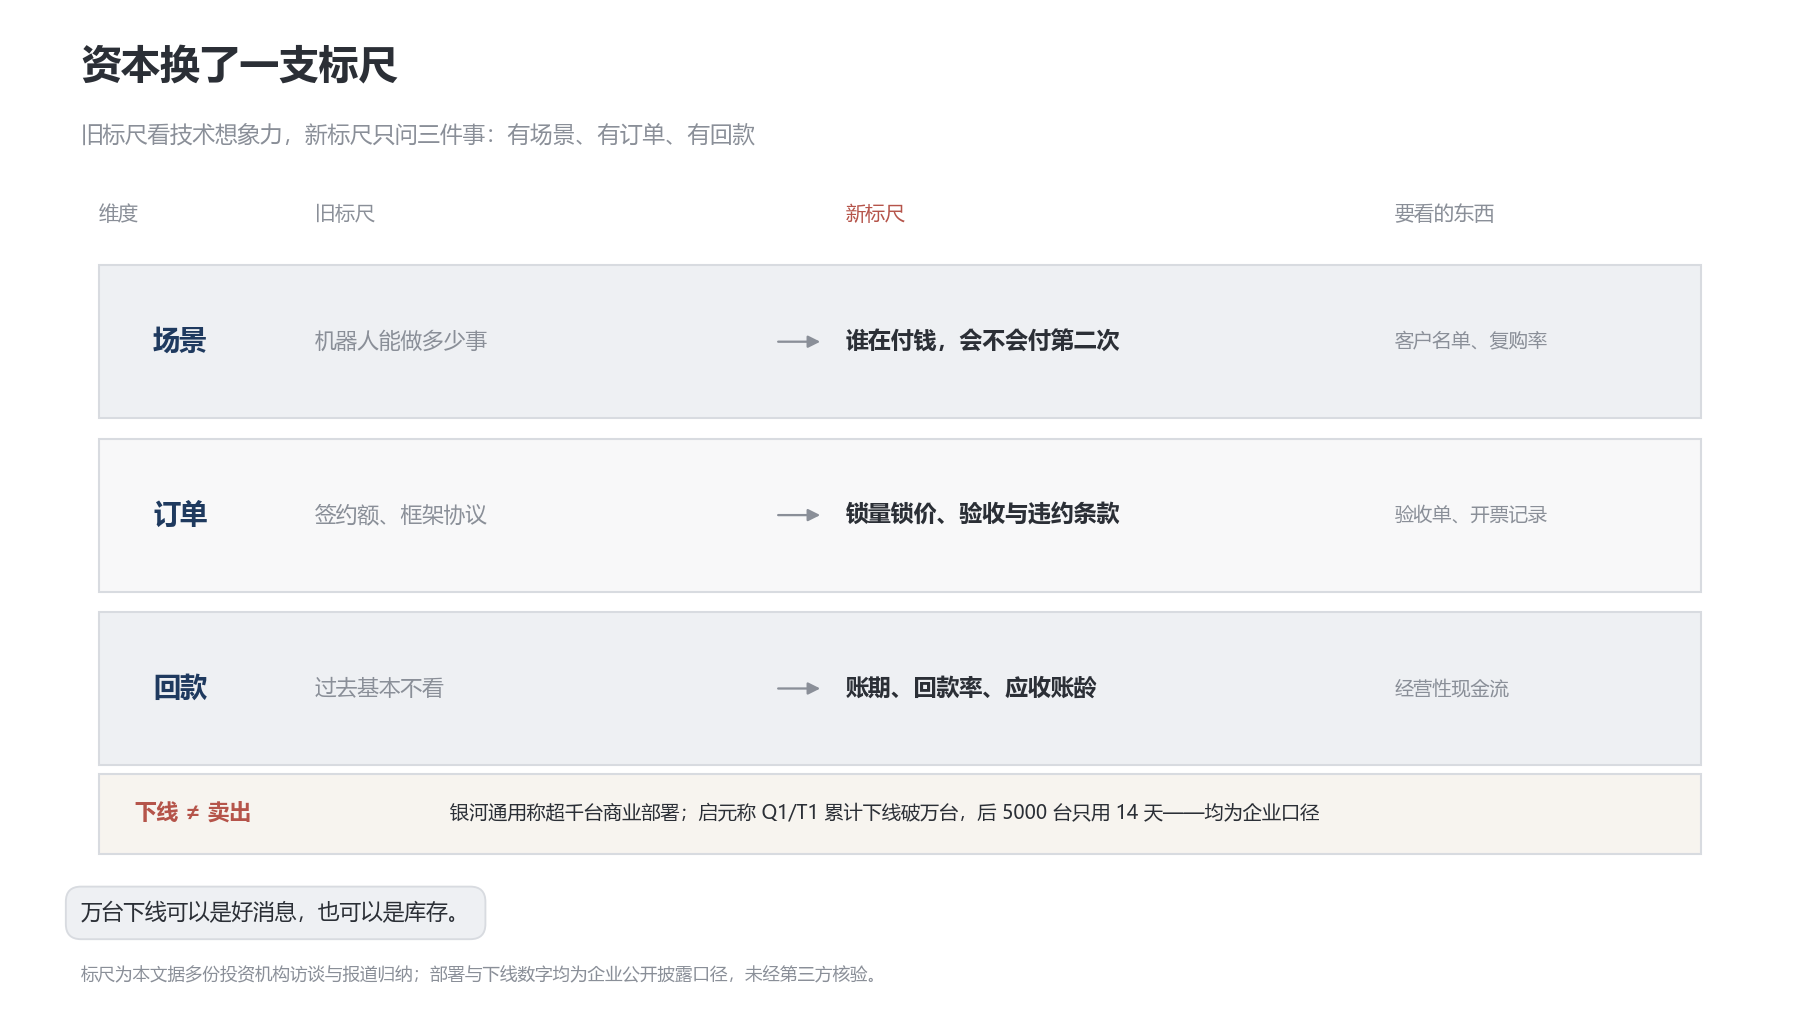 资本换了一支标尺
旧标尺看技术想象力，新标尺只问三件事：有场景、有订单、有回款
维度 旧标尺 新标尺 要看的东西
场景 机器人能做多少事 谁在付钱，会不会付第二次 客户名单、复购率
订单 签约额、框架协议 锁量锁价、验收与违约条款 验收单、开票记录
回款 过去基本不看 账期、回款率、应收账龄 经营性现金流
下线 ≠ 卖出 银河通用称超千台商业部署；启元称 Q1/T1 累计下线破万台，后 5000 台只用 14 天——均为企业口径
万台下线可以是好消息，也可以是库存。
标尺为本文据多份投资机构访谈与报道归纳；部署与下线数字均为企业公开披露口径，未经第三方核验。